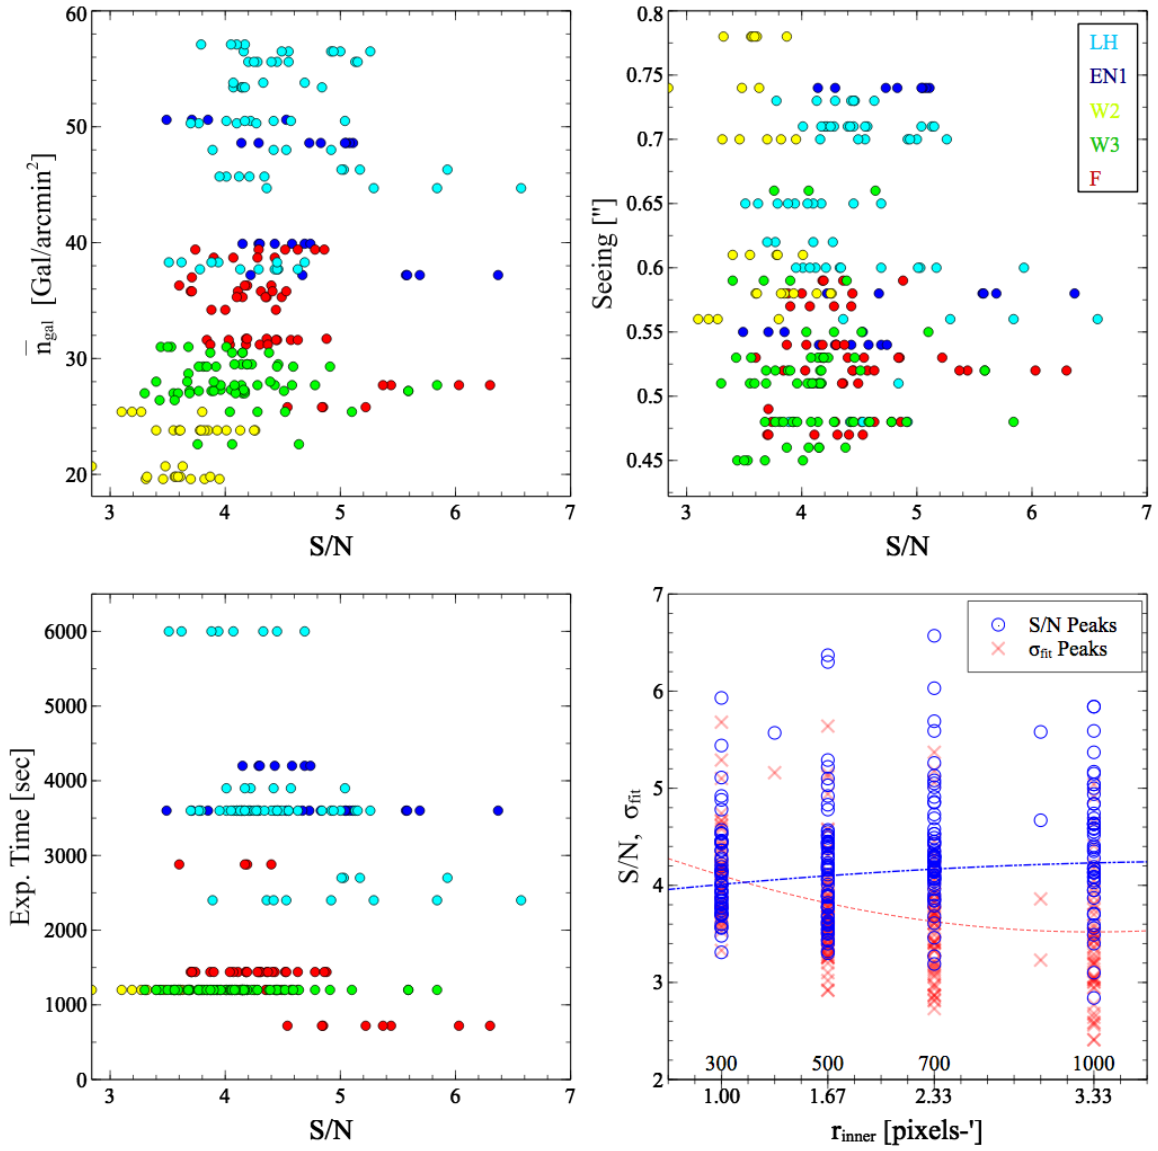 60
50
40
30
20
n̄gal [Gal/arcmin²]
3 4 5 6 7
S/N
0.8
0.75
0.7
0.65
0.6
0.55
0.5
0.45
Seeing ["]
LH
EN1
W2
W3
F
3 4 5 6 7
S/N
6000
5000
4000
3000
2000
1000
0
Exp. Time [sec]
3 4 5 6 7
S/N
7
6
5
4
3
2
S/N, σfit
S/N Peaks
σfit Peaks
300 500 700 1000
1.00 1.67 2.33 3.33
rinner [pixels-']